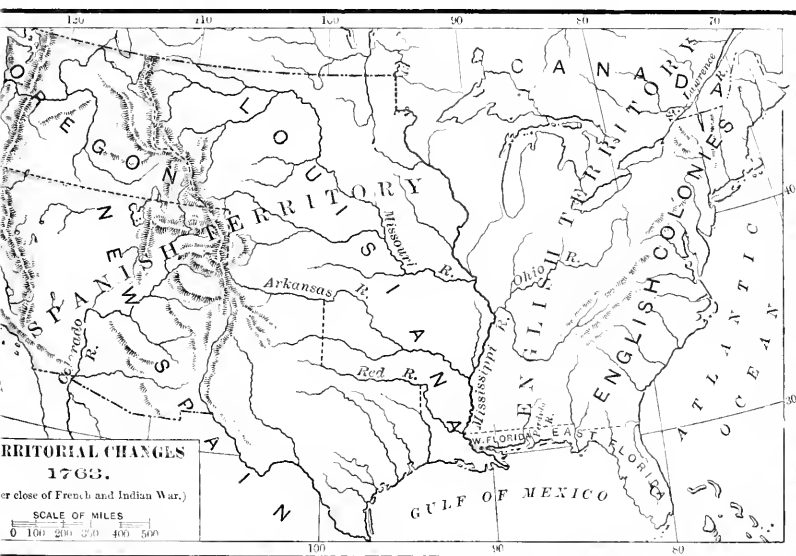 120 110 100 90 80 70
CANADA
St. Lawrence R.
OREGON
LOUISIANA
SPANISH TERRITORY
ENGLISH TERRITORY
ENGLISH COLONIES
NEW SPAIN
Missouri R.
Ohio R.
Arkansas R.
Colorado R.
Red R.
Mississippi R.
40
ATLANTIC
OCEAN
30
W. FLORIDA
EAST FLORIDA
GULF OF MEXICO
RRITORIAL CHANGES
1763.
er close of French and Indian War.)
SCALE OF MILES
0 100 200 350 400 500
100 90 80